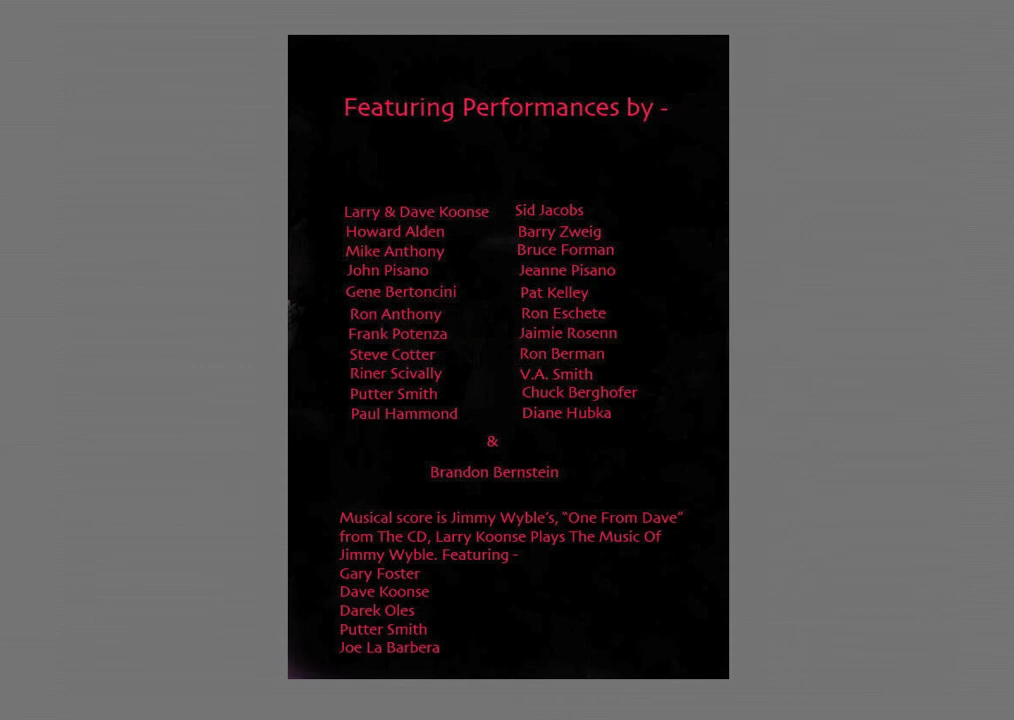 Featuring Performances by -
Larry & Dave Koonse
Howard Alden
Mike Anthony
John Pisano
Gene Bertoncini
Ron Anthony
Frank Potenza
Steve Cotter
Riner Scivally
Putter Smith
Paul Hammond
Sid Jacobs
Barry Zweig
Bruce Forman
Jeanne Pisano
Pat Kelley
Ron Eschete
Jaimie Rosenn
Ron Berman
V.A. Smith
Chuck Berghofer
Diane Hubka
&
Brandon Bernstein
Musical score is Jimmy Wyble's, "One From Dave"
from The CD, Larry Koonse Plays The Music Of
Jimmy Wyble. Featuring -
Gary Foster
Dave Koonse
Darek Oles
Putter Smith
Joe La Barbera